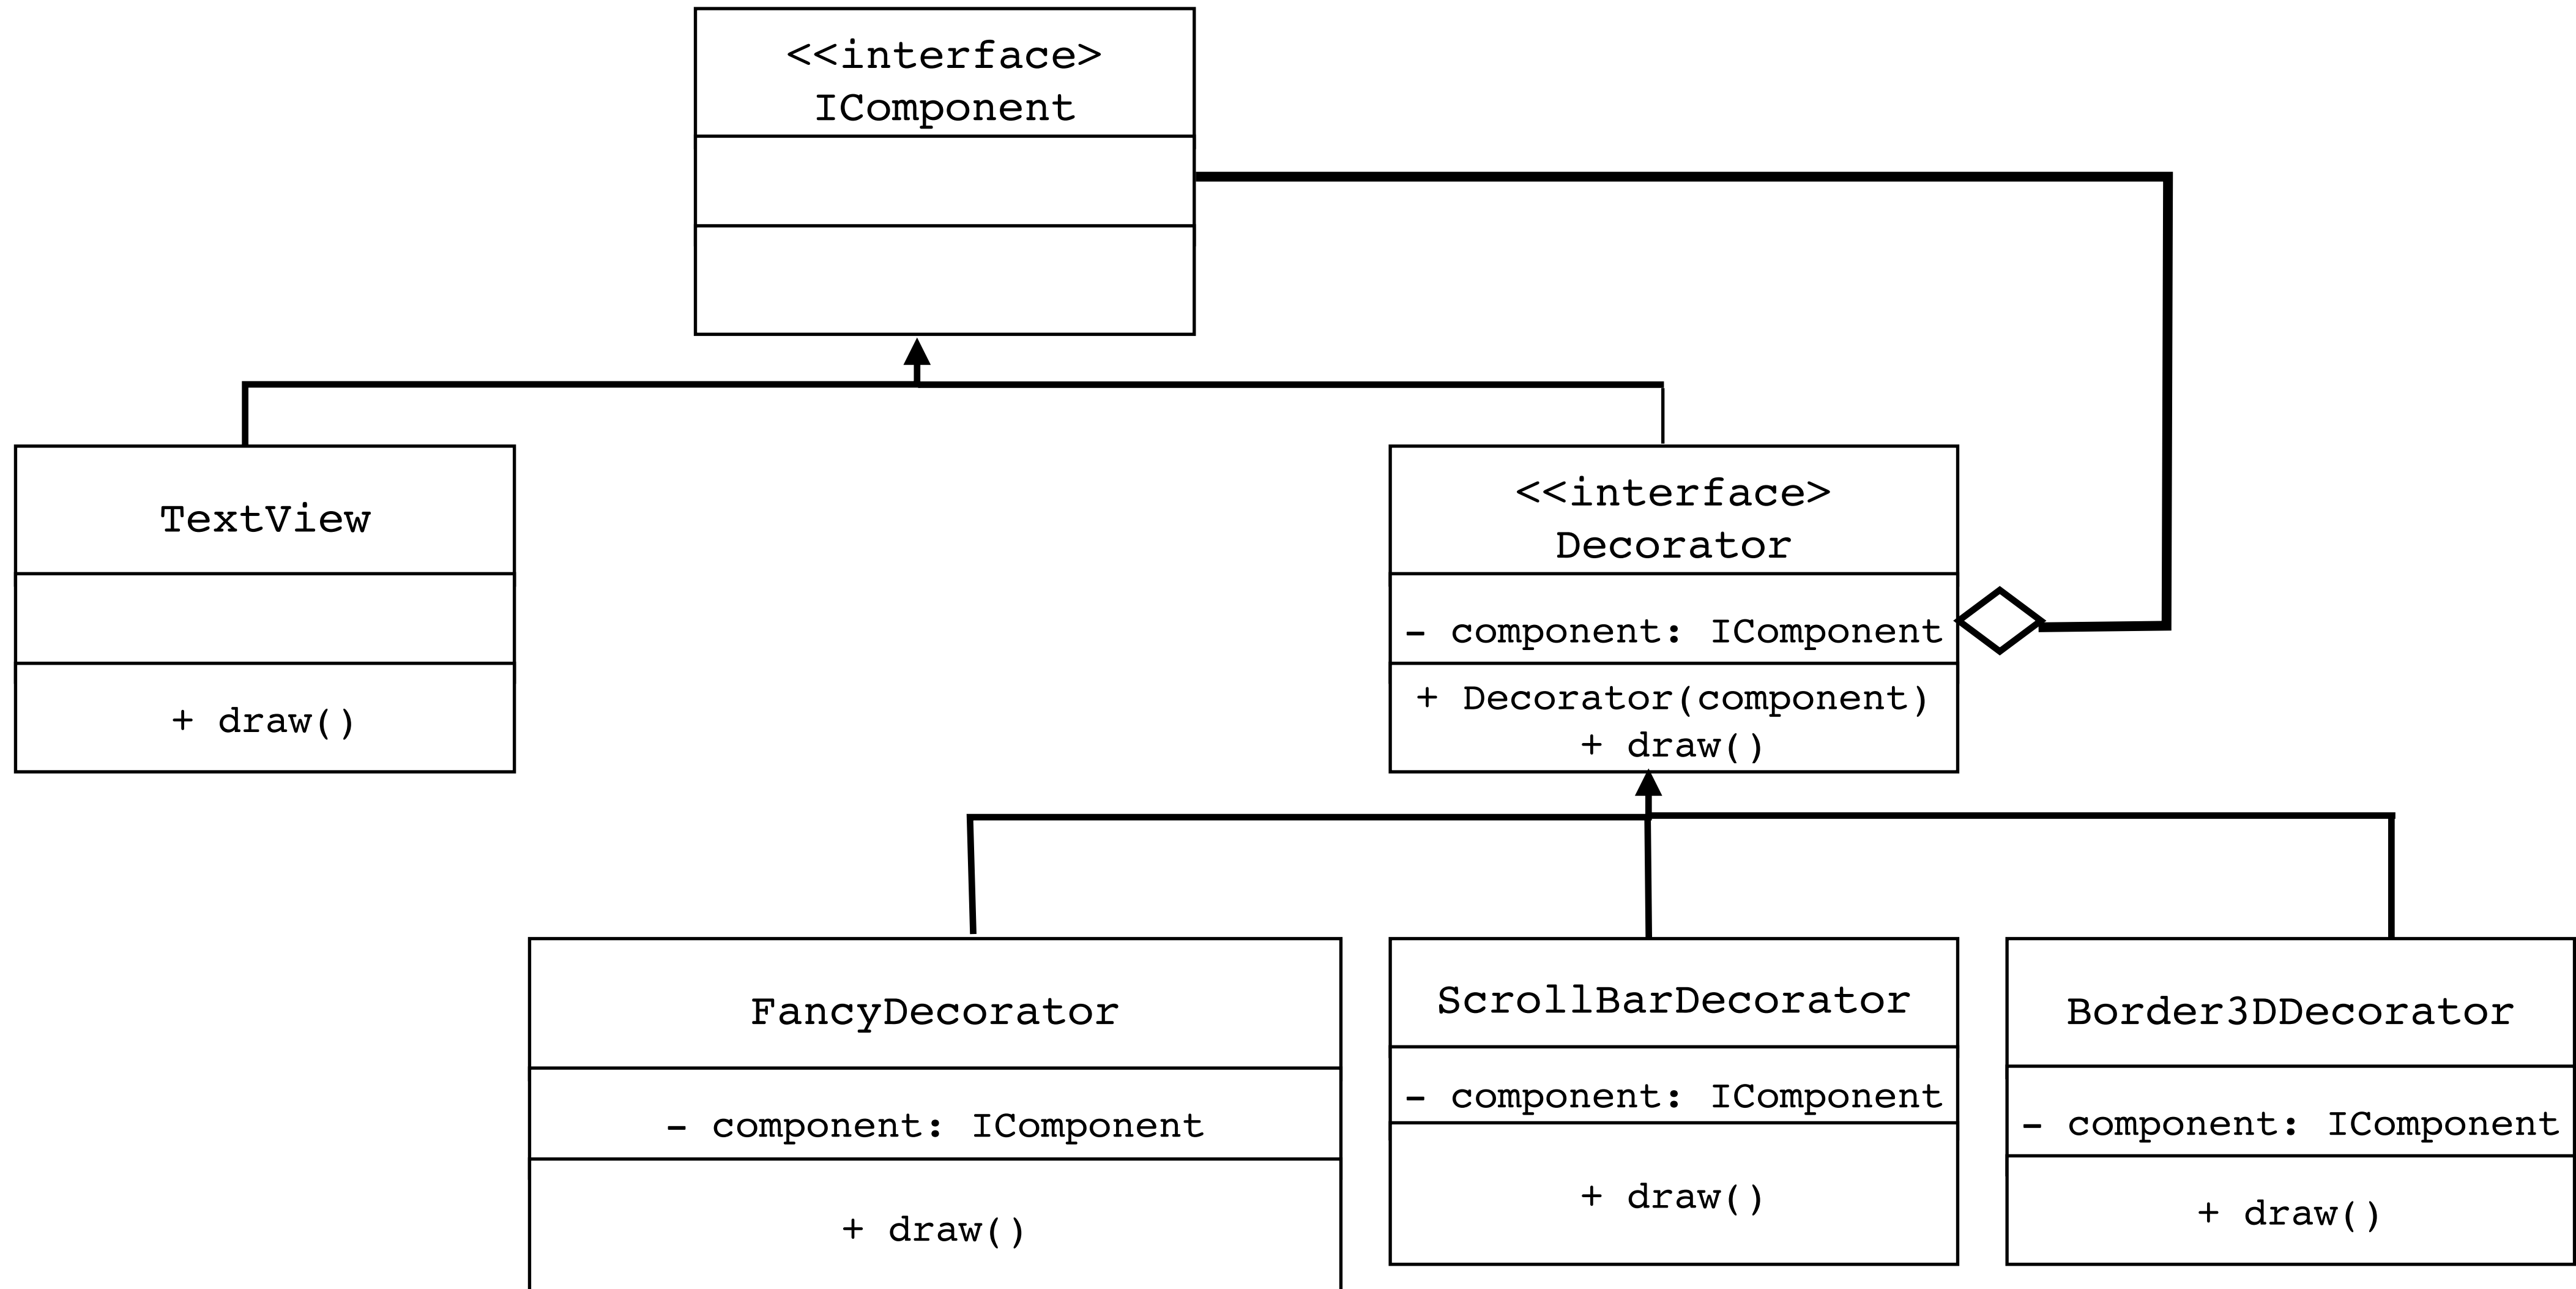 <<interface>
IComponent
TextView
+ draw()
<<interface>
Decorator
- component: IComponent
+ Decorator(component)
+ draw()
FancyDecorator
- component: IComponent
+ draw()
ScrollBarDecorator
- component: IComponent
+ draw()
Border3DDecorator
- component: IComponent
+ draw()